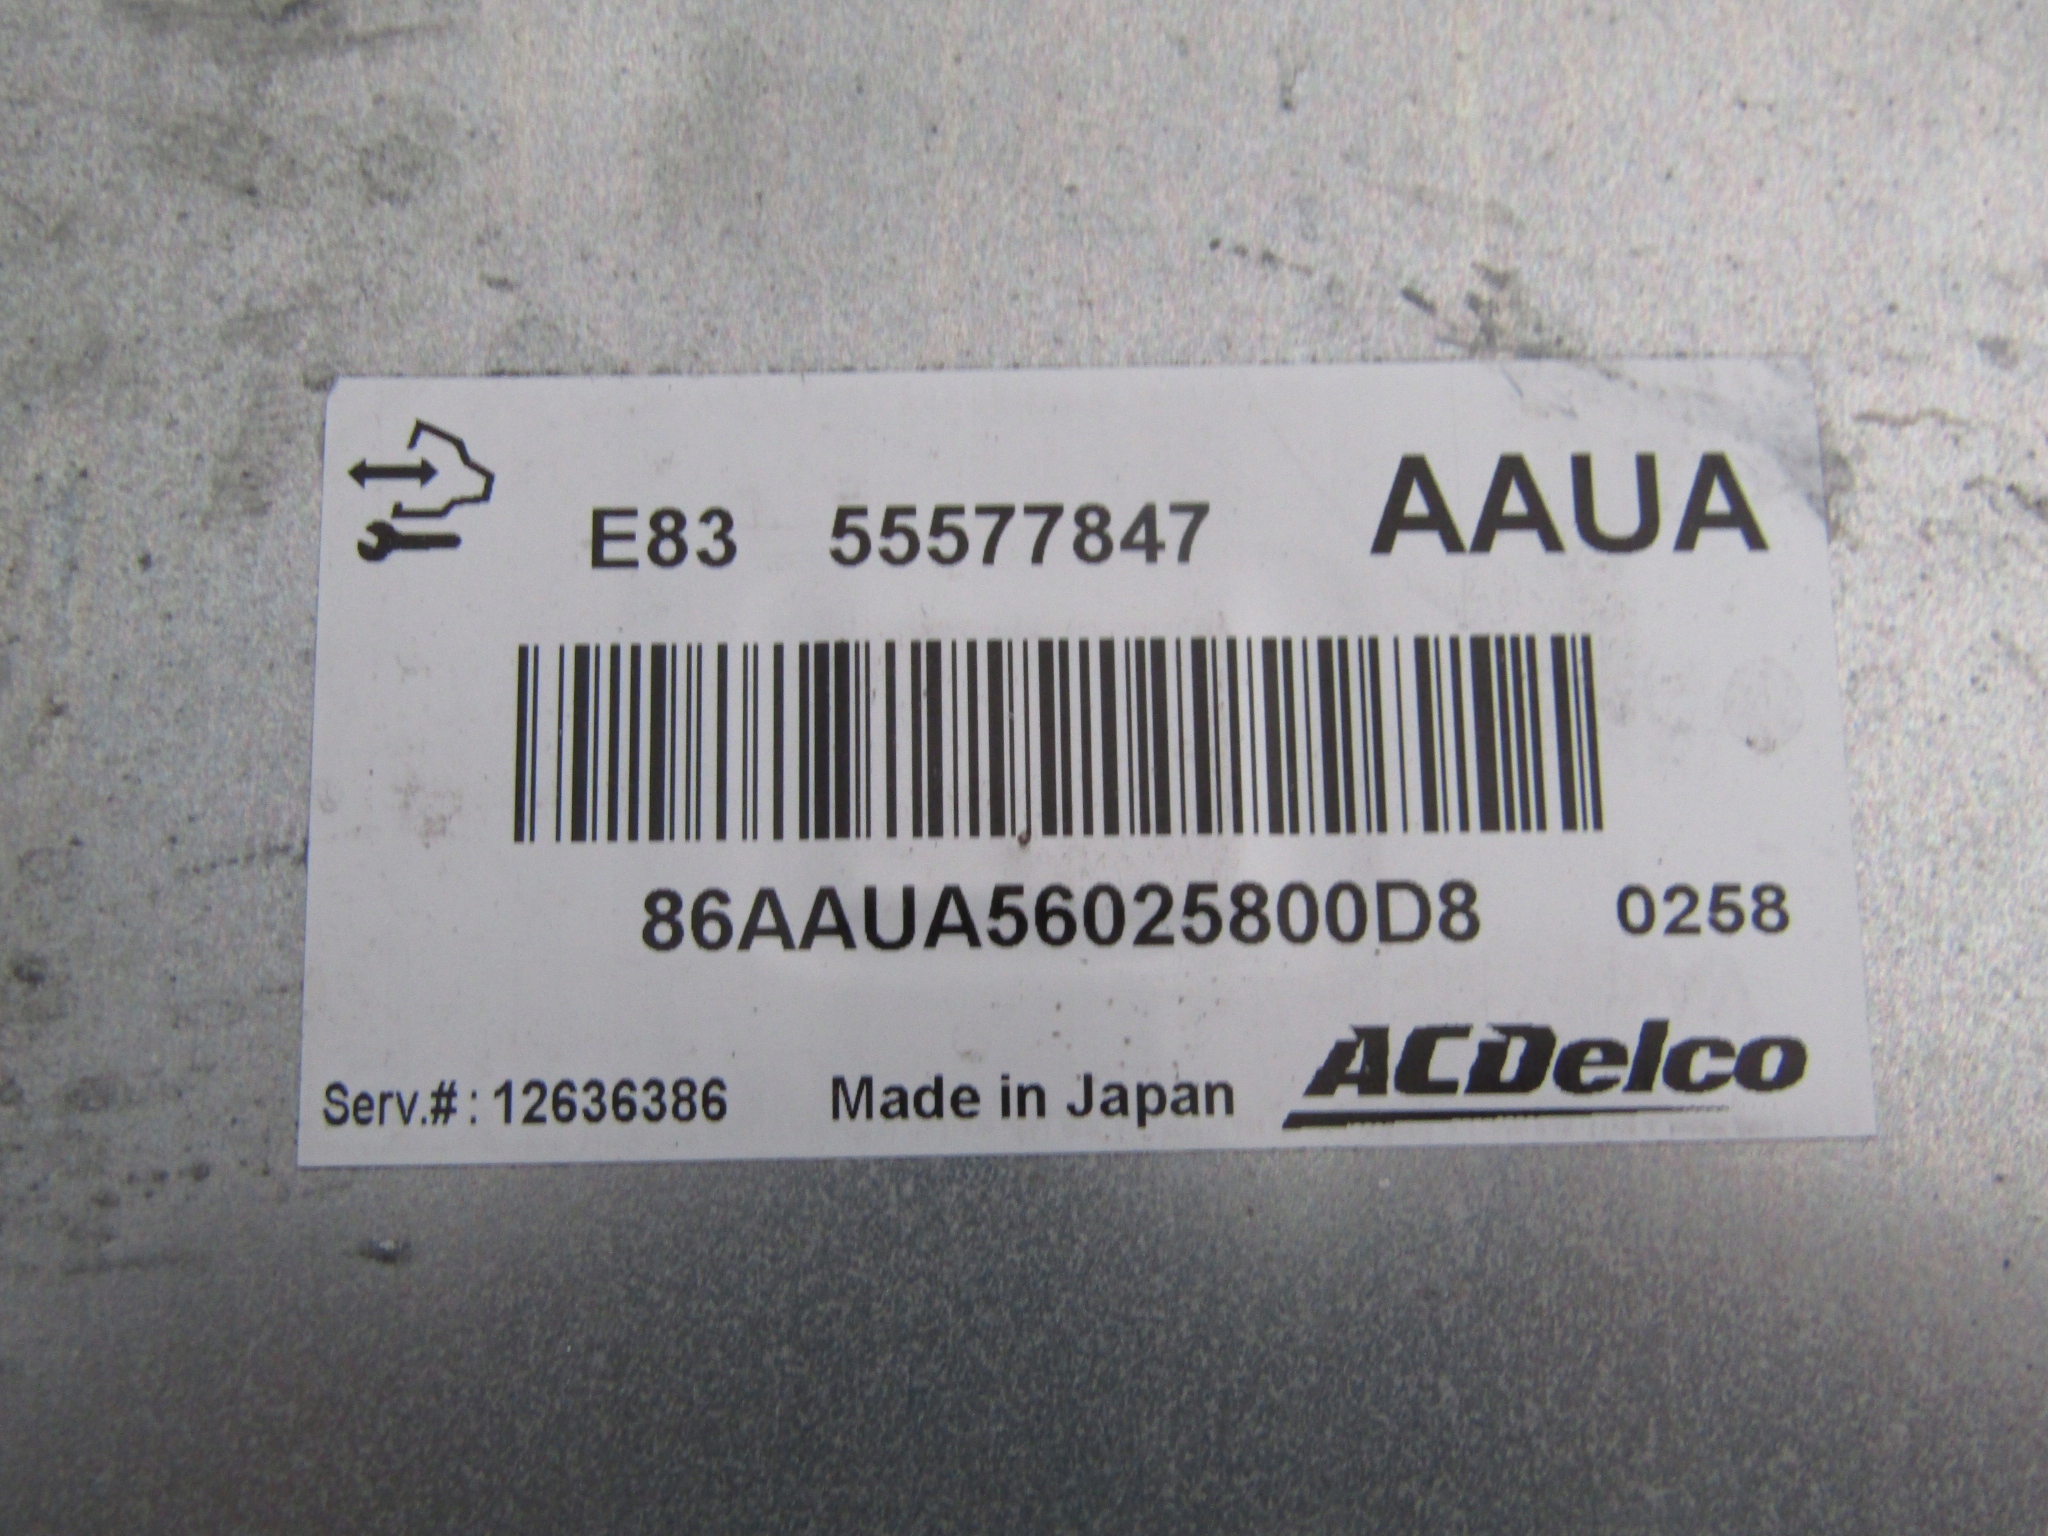 E83 55577847 AAUA
86AAUA56025800D8 0258
Serv.#: 12636386 Made in Japan ACDelco